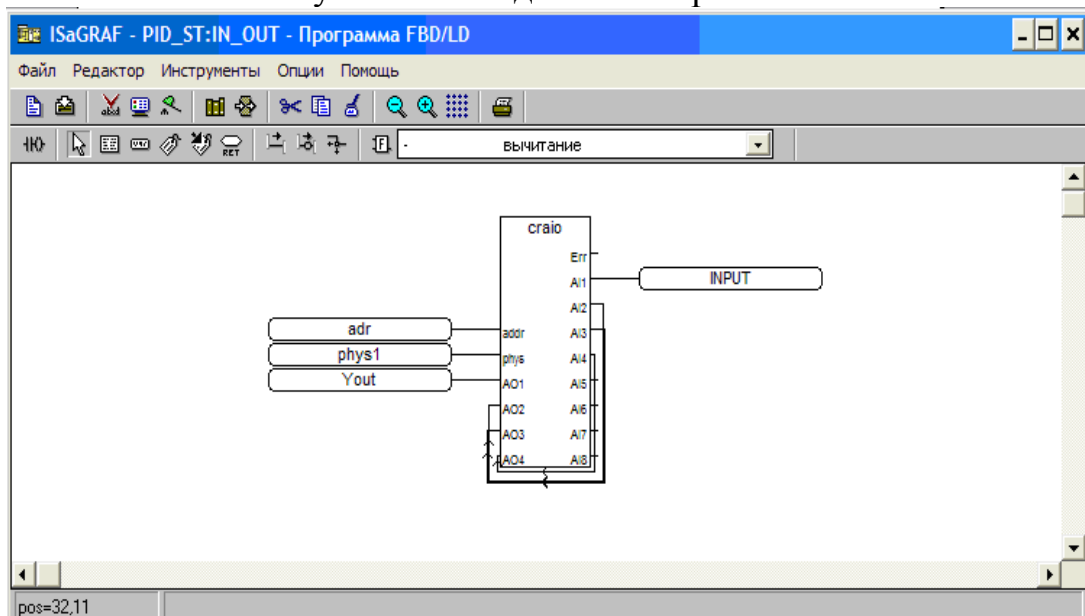 ISaGRAF - PID_ST:IN_OUT - Программа FBD/LD
Файл Редактор Инструменты Опции Помощь
RET
- вычитание
craio
Err
AI1
INPUT
AI2
adr
addr
AI3
phys1
phys
AI4
Yout
AO1
AI5
AO2
AI6
AO3
AI7
AO4
AI8
pos=32,11